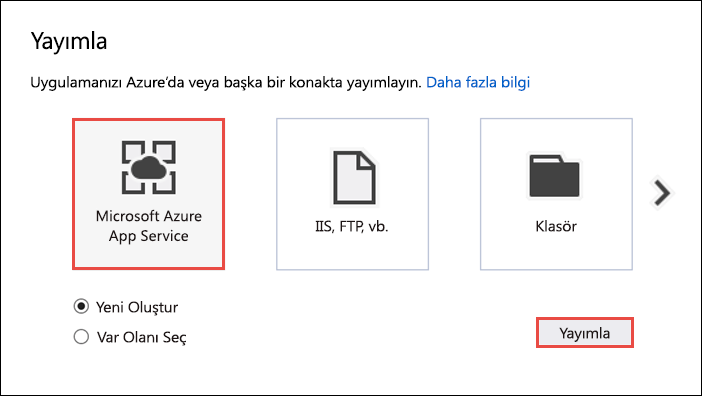 Yayımla
Uygulamanızı Azure'da veya başka bir konakta yayımlayın. Daha fazla bilgi
Microsoft Azure
App Service
IIS, FTP, vb.
Klasör
Yeni Oluştur
Var Olanı Seç
Yayımla